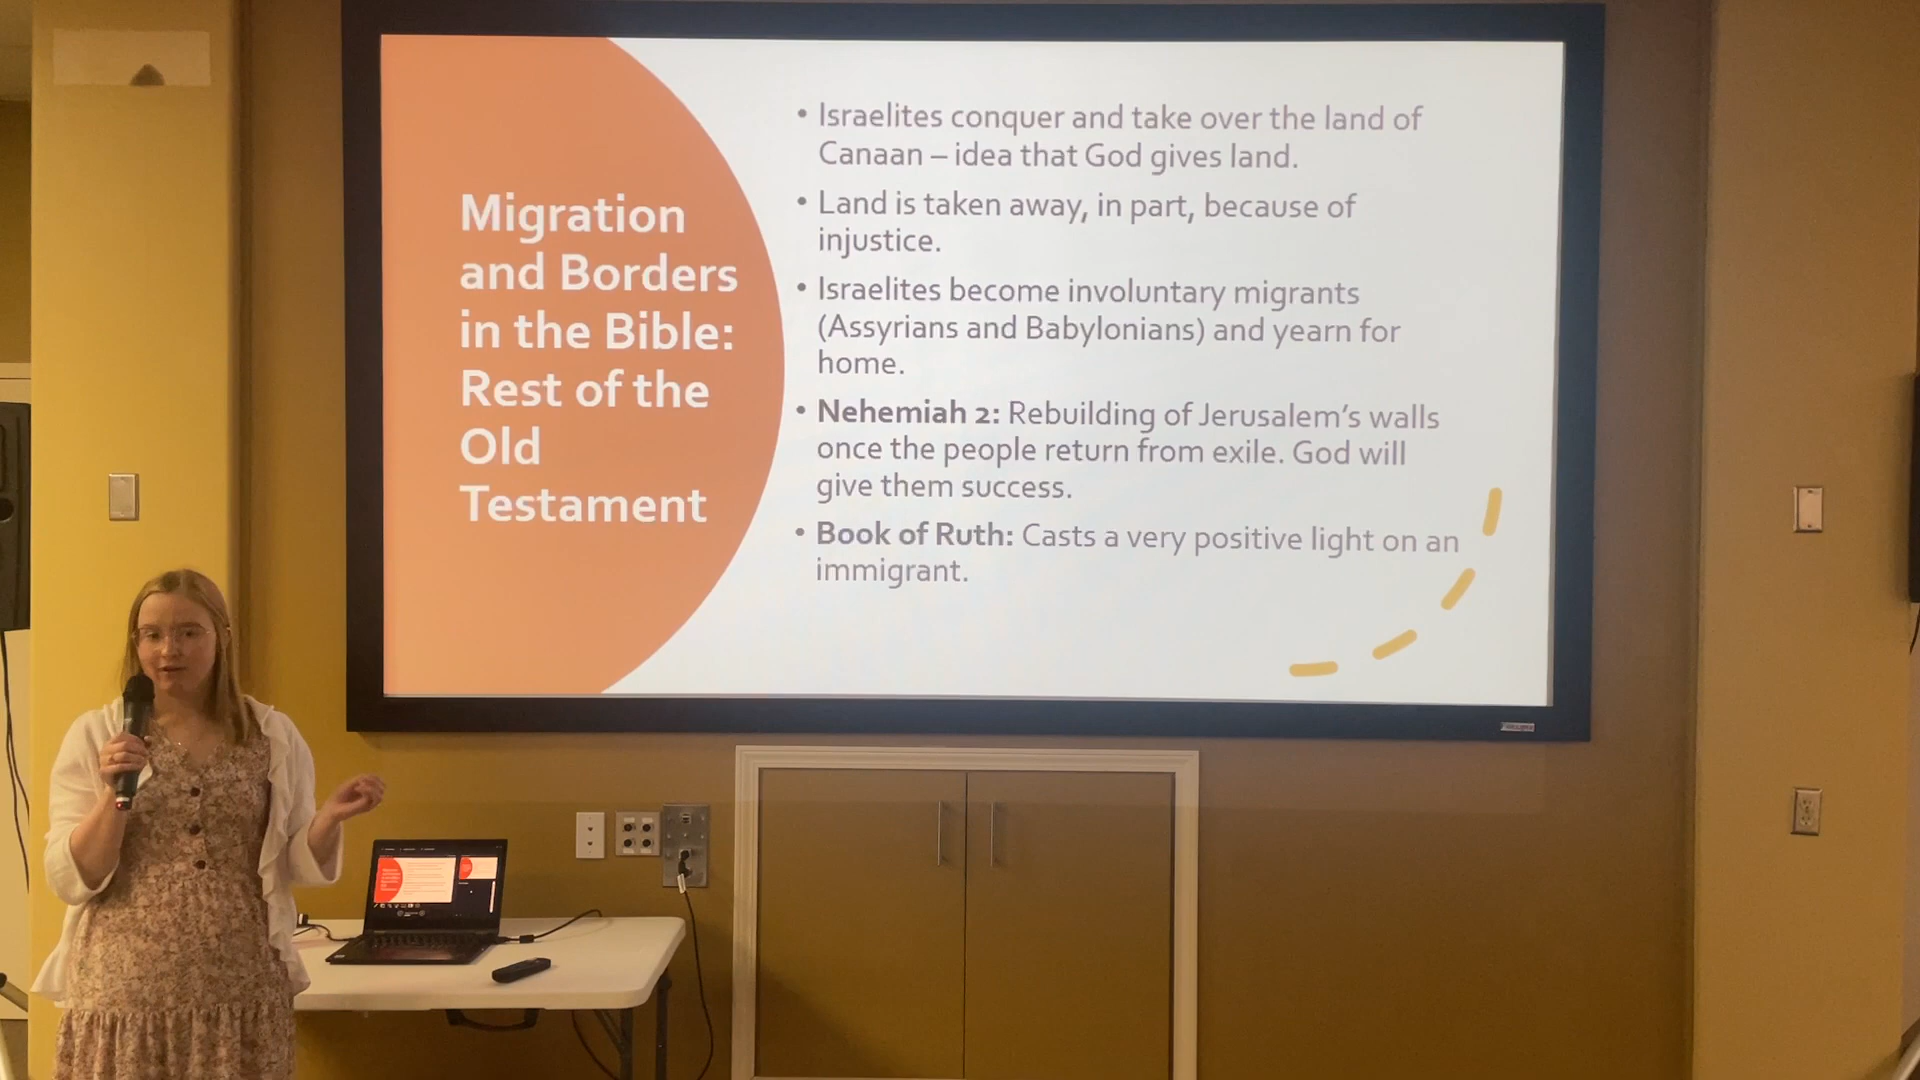 Migration
and Borders
in the Bible:
Rest of the
Old
Testament
• Israelites conquer and take over the land of
Canaan – idea that God gives land.
• Land is taken away, in part, because of
injustice.
• Israelites become involuntary migrants
(Assyrians and Babylonians) and yearn for
home.
• Nehemiah 2: Rebuilding of Jerusalem's walls
once the people return from exile. God will
give them success.
• Book of Ruth: Casts a very positive light on an
immigrant.